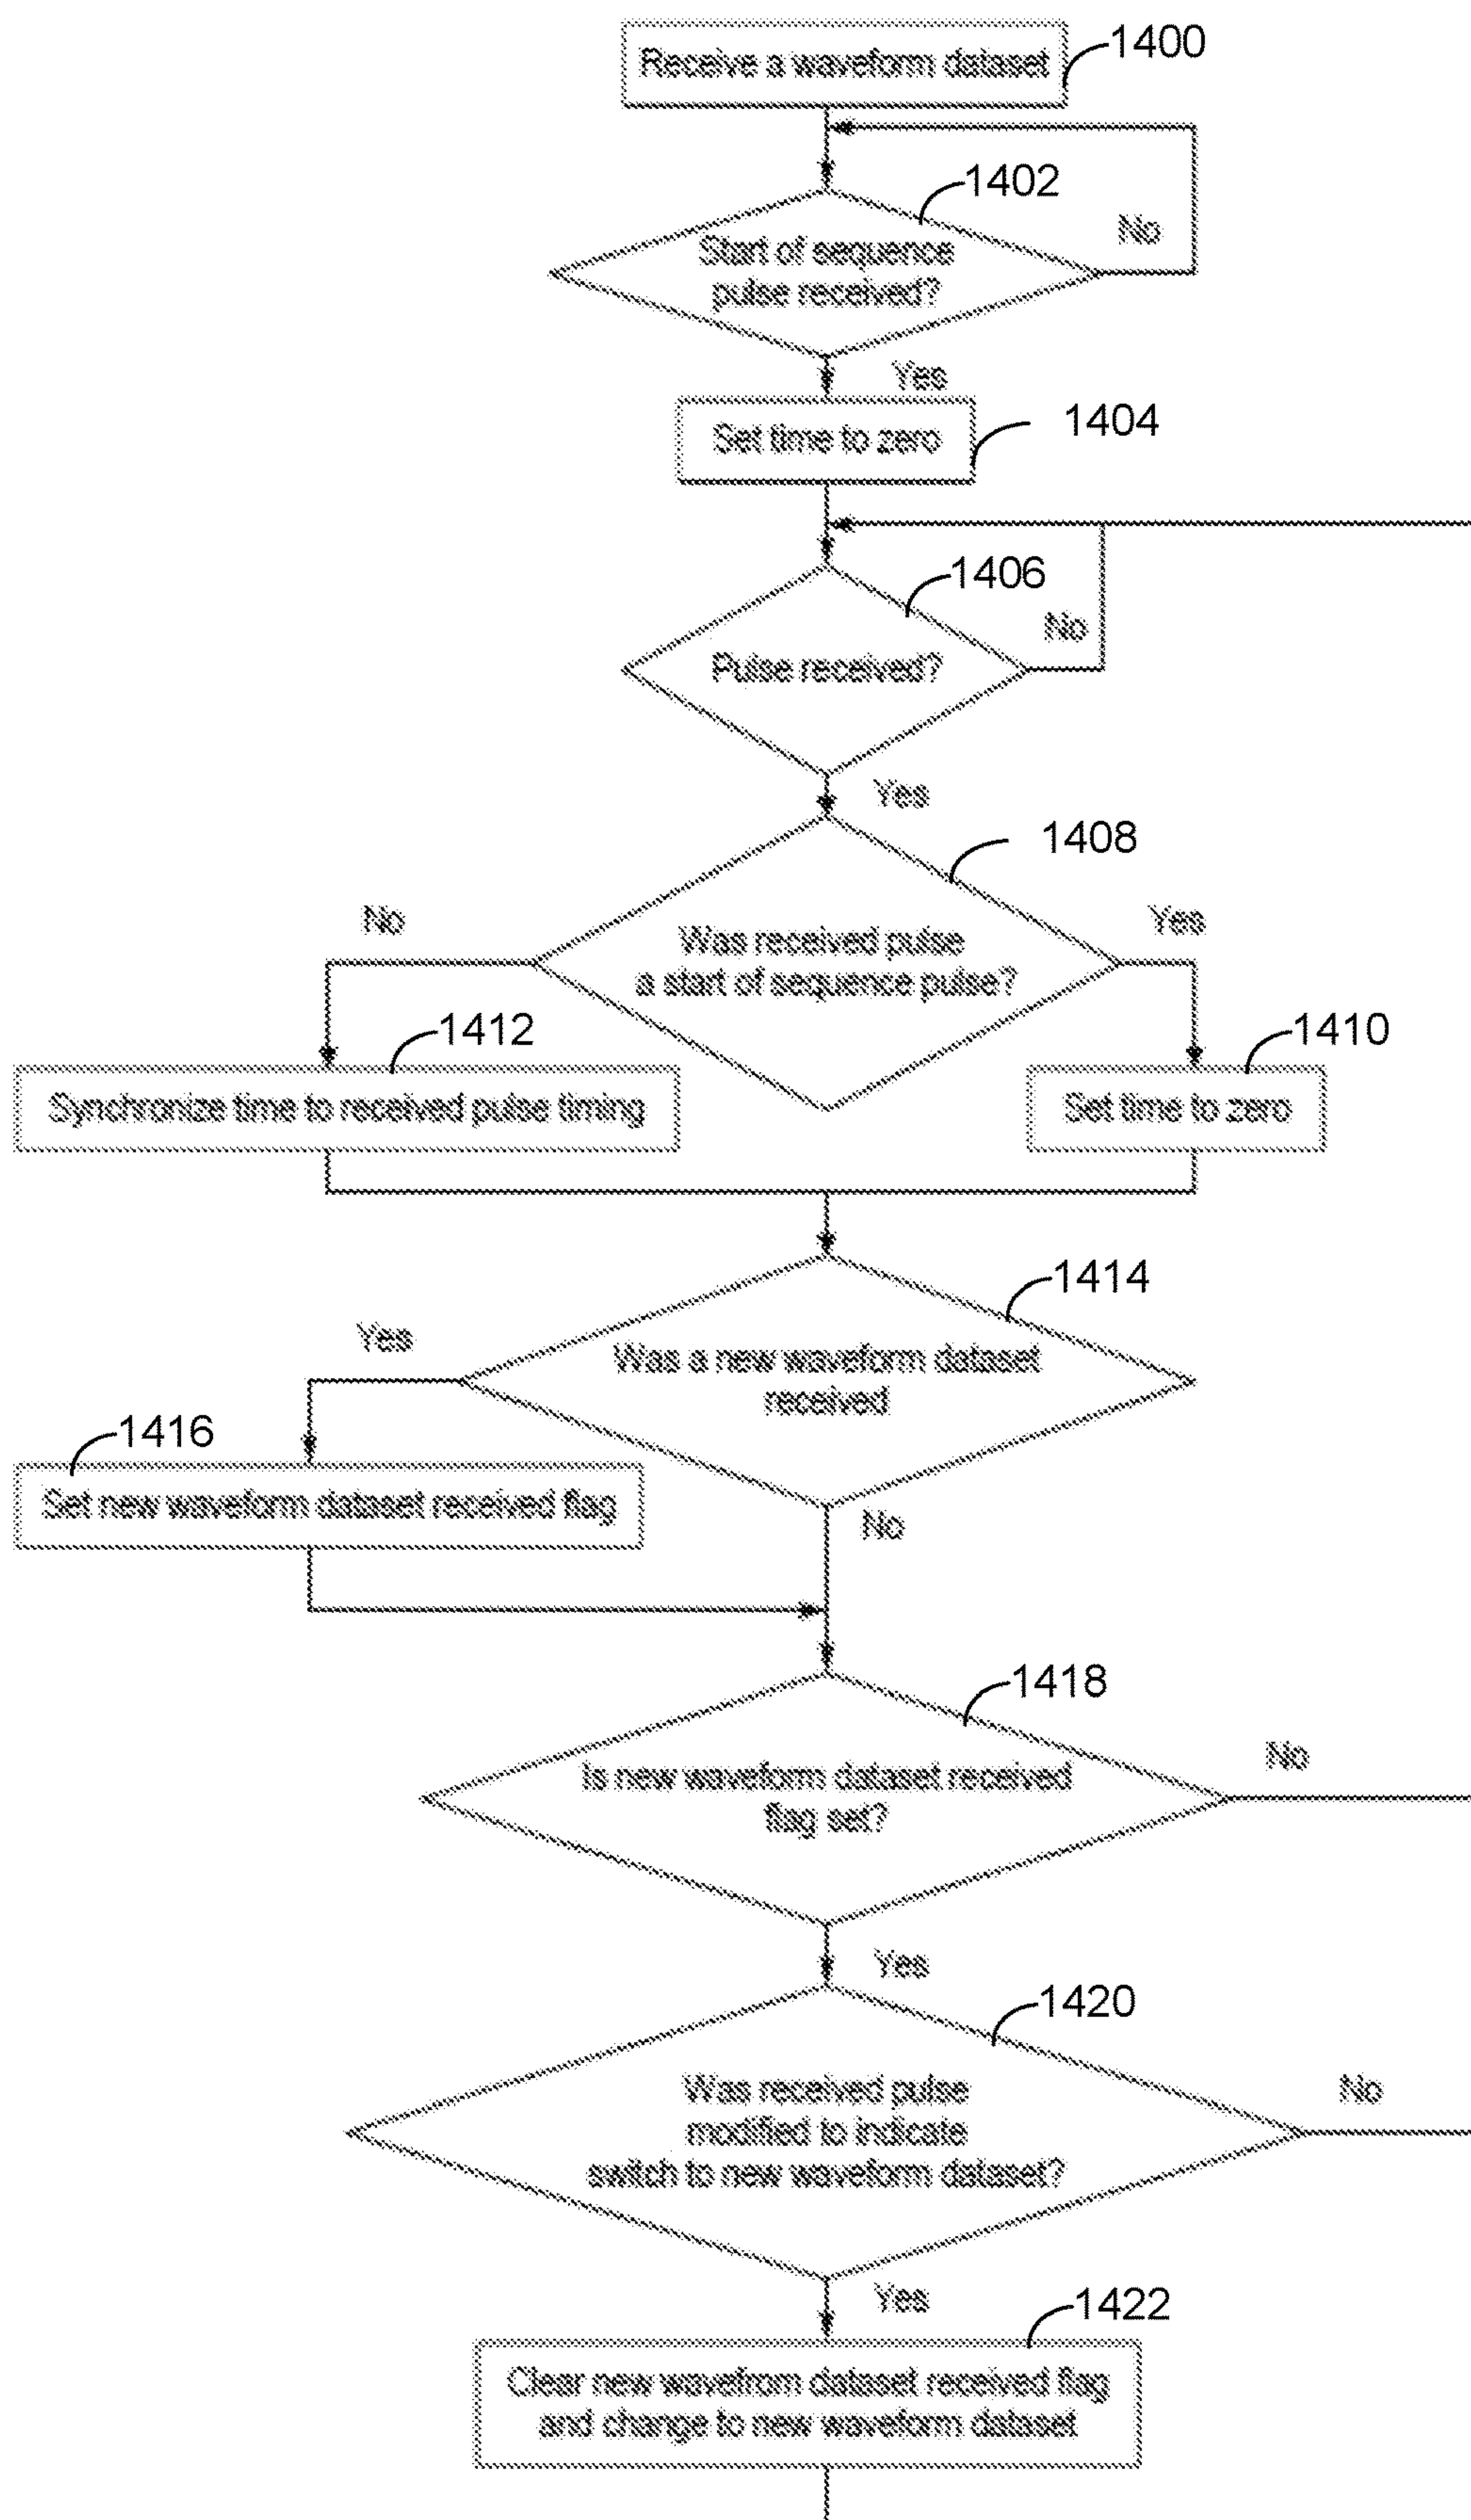 Receive a waveform dataset
1400
1402
No
Start of sequence
pulse received?
Yes
Set time to zero
1404
1406
No
Pulse received?
Yes
1408
No
Yes
Was received pulse
a start of sequence pulse?
1412
1410
Synchronize time to received pulse timing
Set time to zero
1414
Yes
Was a new waveform dataset
received
1416
Set new waveform dataset received flag
No
1418
No
Is new waveform dataset received
flag set?
Yes
1420
No
Was received pulse
modified to indicate
switch to new waveform dataset?
Yes
1422
Clear new wavefrom dataset received flag
and change to new waveform dataset